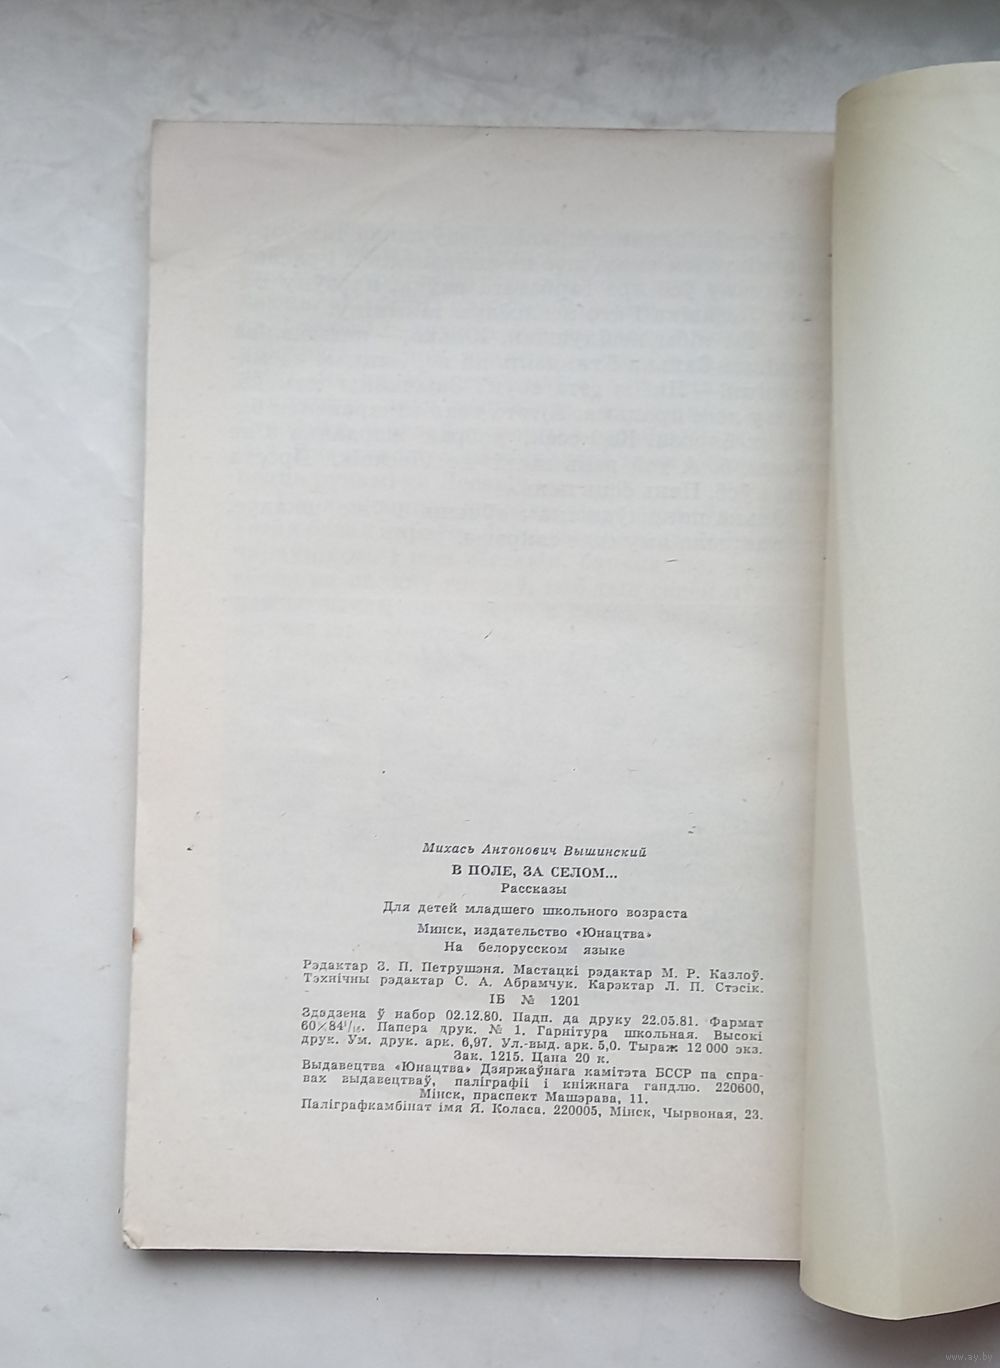 Михась Антонович Вышинский
В ПОЛЕ, ЗА СЕЛОМ...
Рассказы
Для детей младшего школьного возраста
Минск, издательство «Юнацтва»
На белорусском языке
Рэдактар З. П. Петрушэня. Мастацкі рэдактар М. Р. Казлоў.
Тэхнічны рэдактар С. А. Абрамчук. Карэктар Л. П. Стэсік.
ІБ № 1201
Здадзена ў набор 02.12.80. Падп. да друку 22.05.81. Фармат
60×84¹/₁₆. Папера друк. № 1. Гарнітура школьная. Высокі
друк. Ум. друк. арк. 6,97. Ул.-выд. арк. 5,0. Тыраж 12 000 экз.
Зак. 1215. Цана 20 к.
Выдавецтва «Юнацтва» Дзяржаўнага камітэта БССР па спра-
вах выдавецтваў, паліграфіі і кніжнага гандлю. 220600,
Мінск, праспект Машэрава, 11.
Паліграфкамбінат імя Я. Коласа. 220005, Мінск, Чырвоная, 23.
www.ay.by